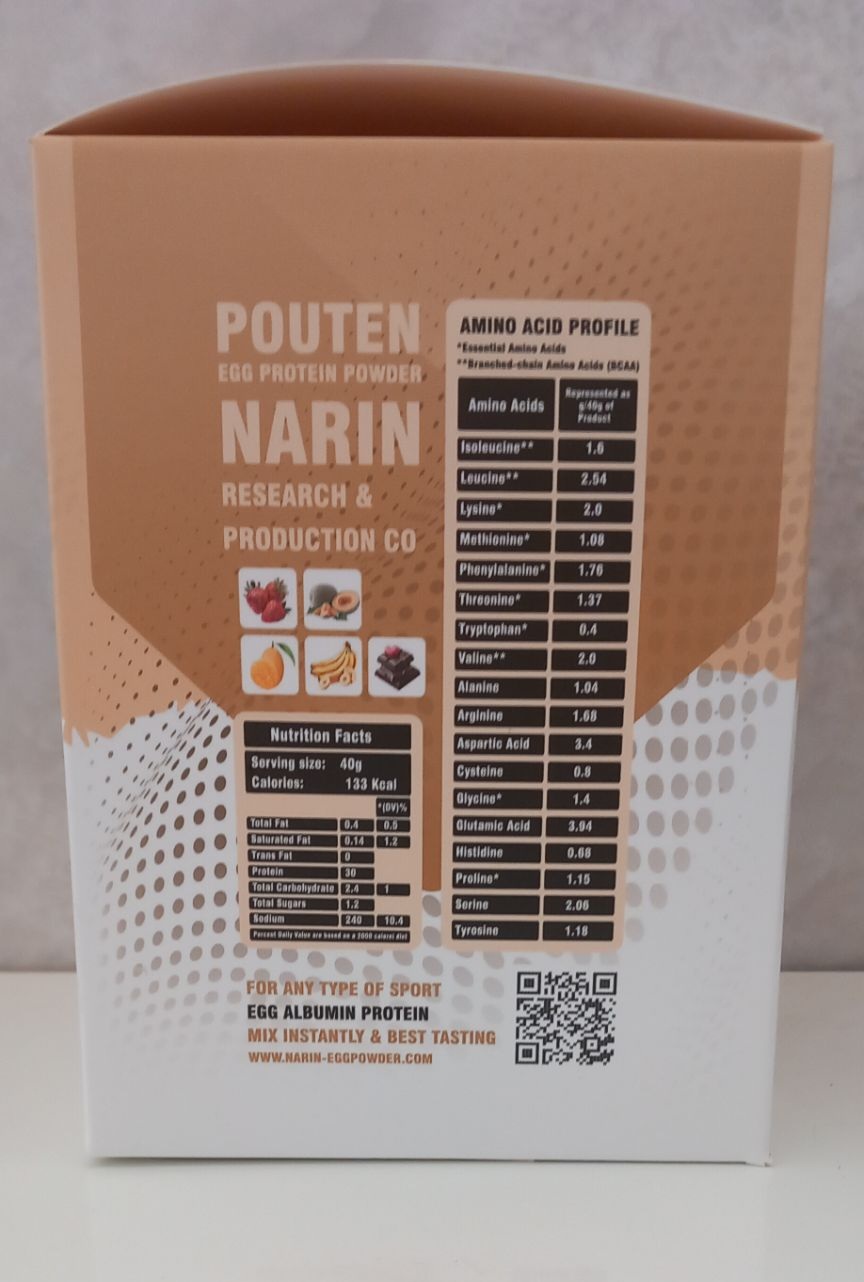 POUTEN
EGG PROTEIN POWDER
NARIN
RESEARCH &
PRODUCTION CO
AMINO ACID PROFILE
*Essential Amino Acids
**Branched-chain Amino Acids (BCAA)
Amino Acids Represented as g/40g of Product
Isoleucine** 1.6
Leucine** 2.54
Lysine* 2.0
Methionine* 1.08
Phenylalanine* 1.76
Threonine* 1.37
Tryptophan* 0.4
Valine** 2.0
Alanine 1.04
Arginine 1.68
Aspartic Acid 3.4
Cysteine 0.8
Glycine* 1.4
Glutamic Acid 3.94
Histidine 0.68
Proline* 1.15
Serine 2.06
Tyrosine 1.18
Nutrition Facts
Serving size: 40g
Calories: 133 Kcal
*(DV)%
Total Fat 0.4 0.5
Saturated Fat 0.14 1.2
Trans Fat 0
Protein 30
Total Carbohydrate 2.4 1
Total Sugars 1.2
Sodium 240 10.4
Percent Daily Value are based on a 2000 calorei diet
FOR ANY TYPE OF SPORT
EGG ALBUMIN PROTEIN
MIX INSTANTLY & BEST TASTING
WWW.NARIN-EGGPOWDER.COM